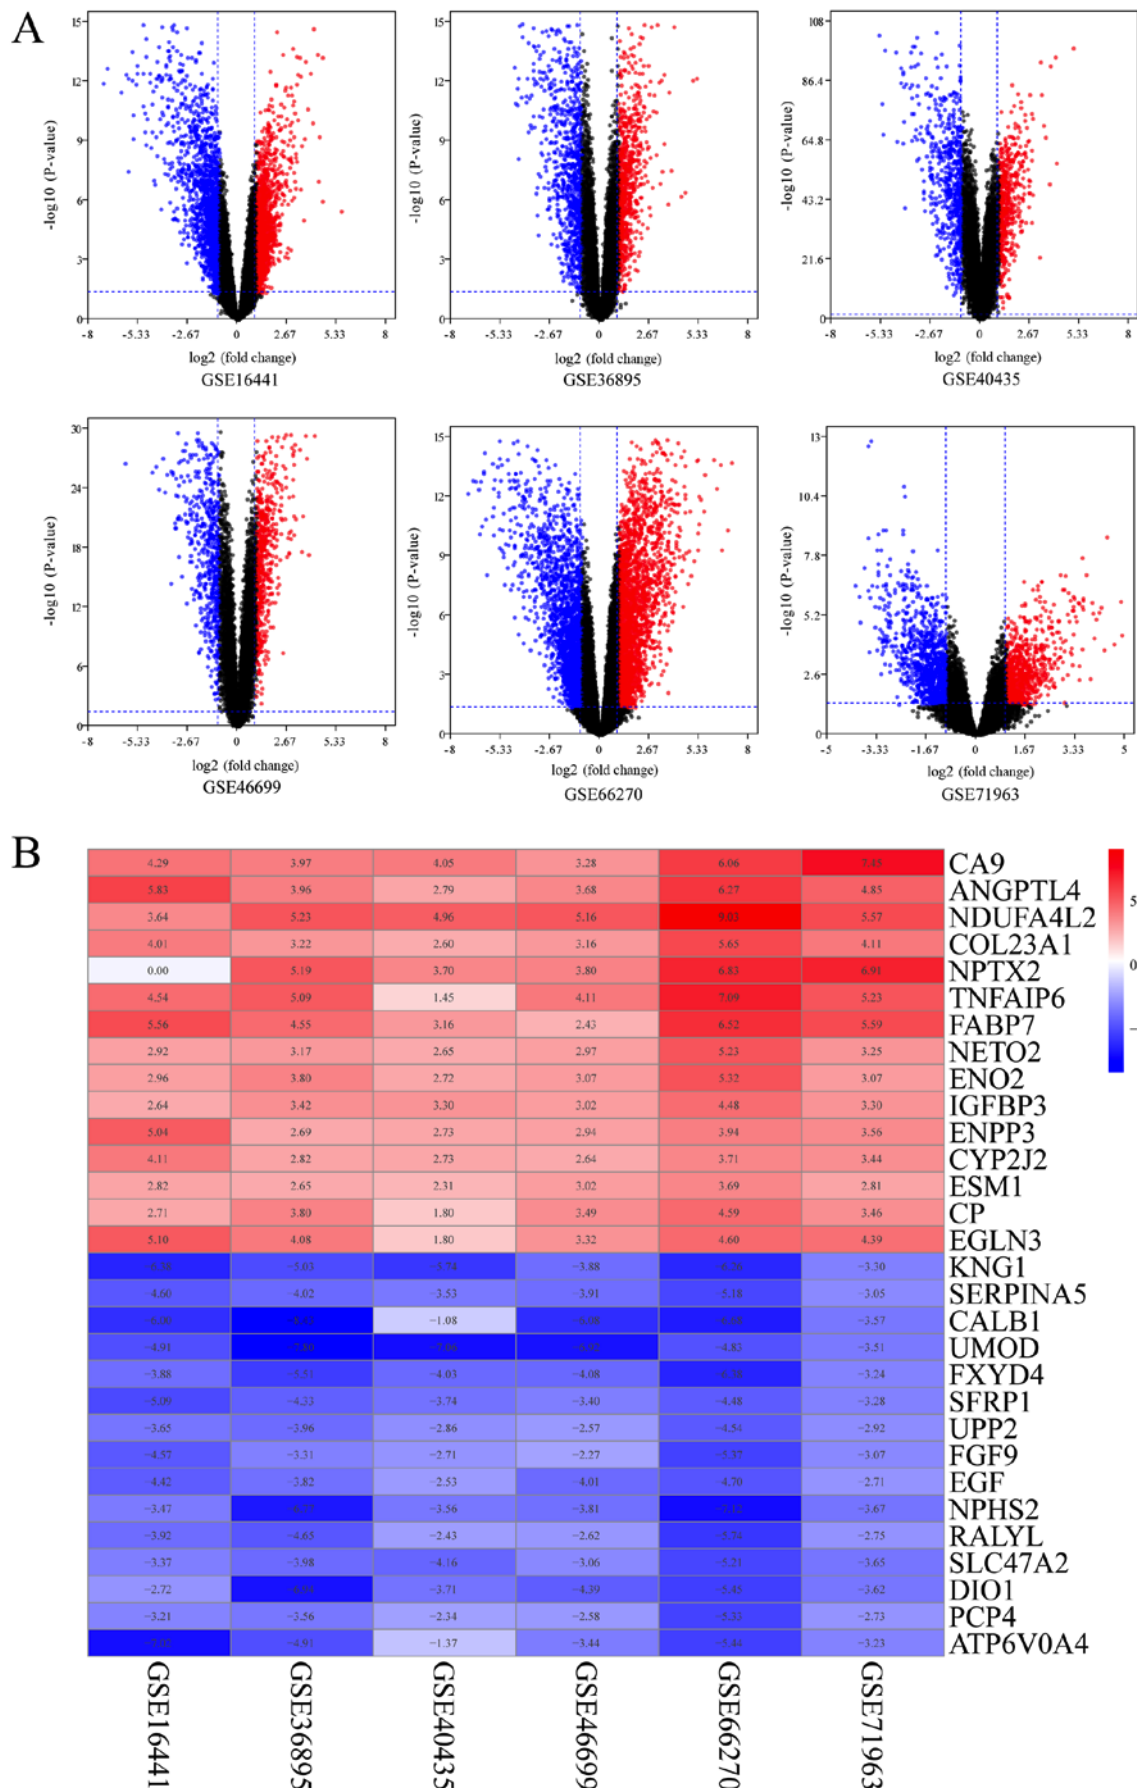 A
15
12
9
6
3
0
-log10 (P-value)
-8 -5.33 -2.67 0 2.67 5.33 8
log2 (fold change)
GSE16441
15
12
9
6
3
0
-log10 (P-value)
-8 -5.33 -2.67 0 2.67 5.33 8
log2 (fold change)
GSE36895
108
86.4
64.8
43.2
21.6
0
-log10 (P-value)
-8 -5.33 -2.67 0 2.67 5.33 8
log2 (fold change)
GSE40435
30
24
18
12
6
0
-log10 (P-value)
-8 -5.33 -2.67 0 2.67 5.33 8
log2 (fold change)
GSE46699
15
12
9
6
3
0
-log10 (P-value)
-8 -5.33 -2.67 0 2.67 5.33 8
log2 (fold change)
GSE66270
13
10.4
7.8
5.2
2.6
0
-log10 (P-value)
-5 -3.33 -1.67 0 1.67 3.33 5
log2 (fold change)
GSE71963
B
4.29 3.97 4.05 3.28 6.06 7.45 CA9
5.83 3.96 2.79 3.68 6.27 4.85 ANGPTL4
3.64 5.23 4.96 5.16 9.03 5.57 NDUFA4L2
4.01 3.22 2.60 3.16 5.65 4.11 COL23A1
0.00 5.19 3.70 3.80 6.83 6.91 NPTX2
4.54 5.09 1.45 4.11 7.09 5.23 TNFAIP6
5.56 4.55 3.16 2.43 6.52 5.59 FABP7
2.92 3.17 2.65 2.97 5.23 3.25 NETO2
2.96 3.80 2.72 3.07 5.32 3.07 ENO2
2.64 3.42 3.30 3.02 4.48 3.30 IGFBP3
5.04 2.69 2.73 2.94 3.94 3.56 ENPP3
4.11 2.82 2.73 2.64 3.71 3.44 CYP2J2
2.82 2.65 2.31 3.02 3.69 2.81 ESM1
2.71 3.80 1.80 3.49 4.59 3.46 CP
5.10 4.08 1.80 3.32 4.60 4.39 EGLN3
−5.03 −5.74 −3.88 −3.30 KNG1
−4.60 −4.02 −3.53 −3.91 −5.18 −3.05 SERPINA5
−1.08 −3.57 CALB1
−4.91 −7.80 −7.06 −6.92 −4.83 −3.51 UMOD
−3.88 −5.51 −4.03 −4.08 −3.24 FXYD4
−5.09 −4.33 −3.74 −3.40 −4.48 −3.28 SFRP1
−3.65 −3.96 −2.86 −2.57 −4.54 −2.92 UPP2
−4.57 −3.31 −2.71 −2.27 −5.37 −3.07 FGF9
−4.42 −3.82 −2.53 −4.01 −4.70 −2.71 EGF
−3.47 −3.56 −3.81 −7.12 −3.67 NPHS2
−3.92 −4.65 −2.43 −2.62 −5.74 −2.75 RALYL
−3.37 −3.98 −4.16 −3.06 −5.21 −3.65 SLC47A2
−2.72 −6.94 −3.71 −4.39 −5.45 −3.62 DIO1
−3.21 −3.56 −2.34 −2.58 −5.33 −2.73 PCP4
−7.07 −4.91 −1.37 −3.44 −5.44 −3.23 ATP6V0A4
GSE16441 GSE36895 GSE40435 GSE46699 GSE66270 GSE71963
5
0